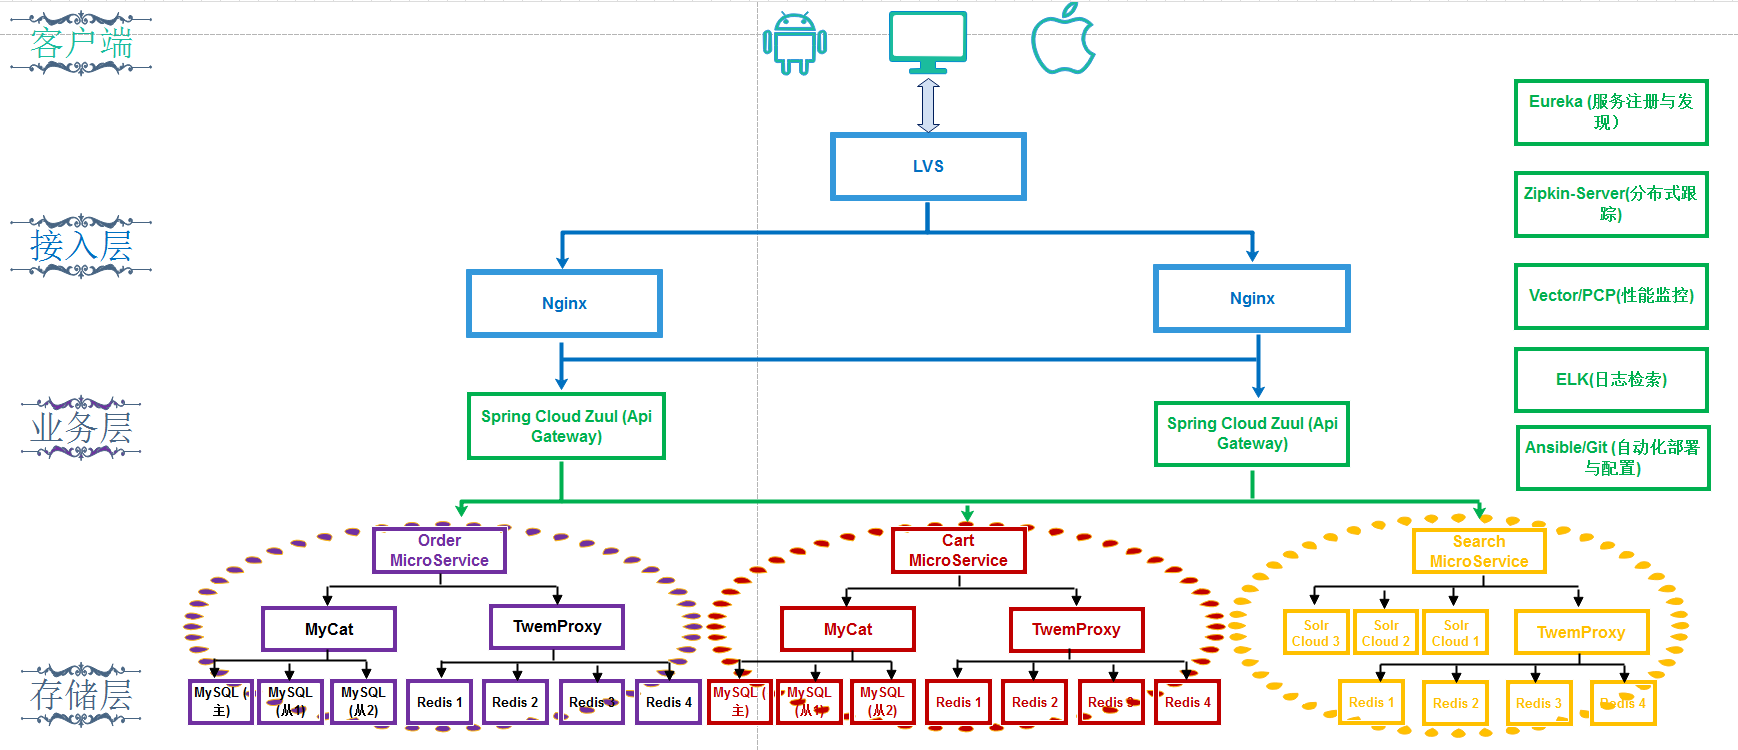 客户端
Eureka (服务注册与发
现）
LVS
Zipkin-Server(分布式跟
踪)
接入层
Nginx
Nginx
Vector/PCP(性能监控)
ELK(日志检索)
业务层
Spring Cloud Zuul (Api
Gateway)
Spring Cloud Zuul (Api
Gateway)
Ansible/Git (自动化部署
与配置)
Order
MicroService
Cart
MicroService
Search
MicroService
MyCat
TwemProxy
MyCat
TwemProxy
Solr
Cloud 3
Solr
Cloud 2
Solr
Cloud 1
TwemProxy
存储层
MySQL (
主)
MySQL
(从1)
MySQL
(从2)
Redis 1
Redis 2
Redis 3
Redis 4
MySQL (
主)
MySQL
(从1)
MySQL
(从2)
Redis 1
Redis 2
Redis 3
Redis 4
Redis 1
Redis 2
Redis 3
Redis 4